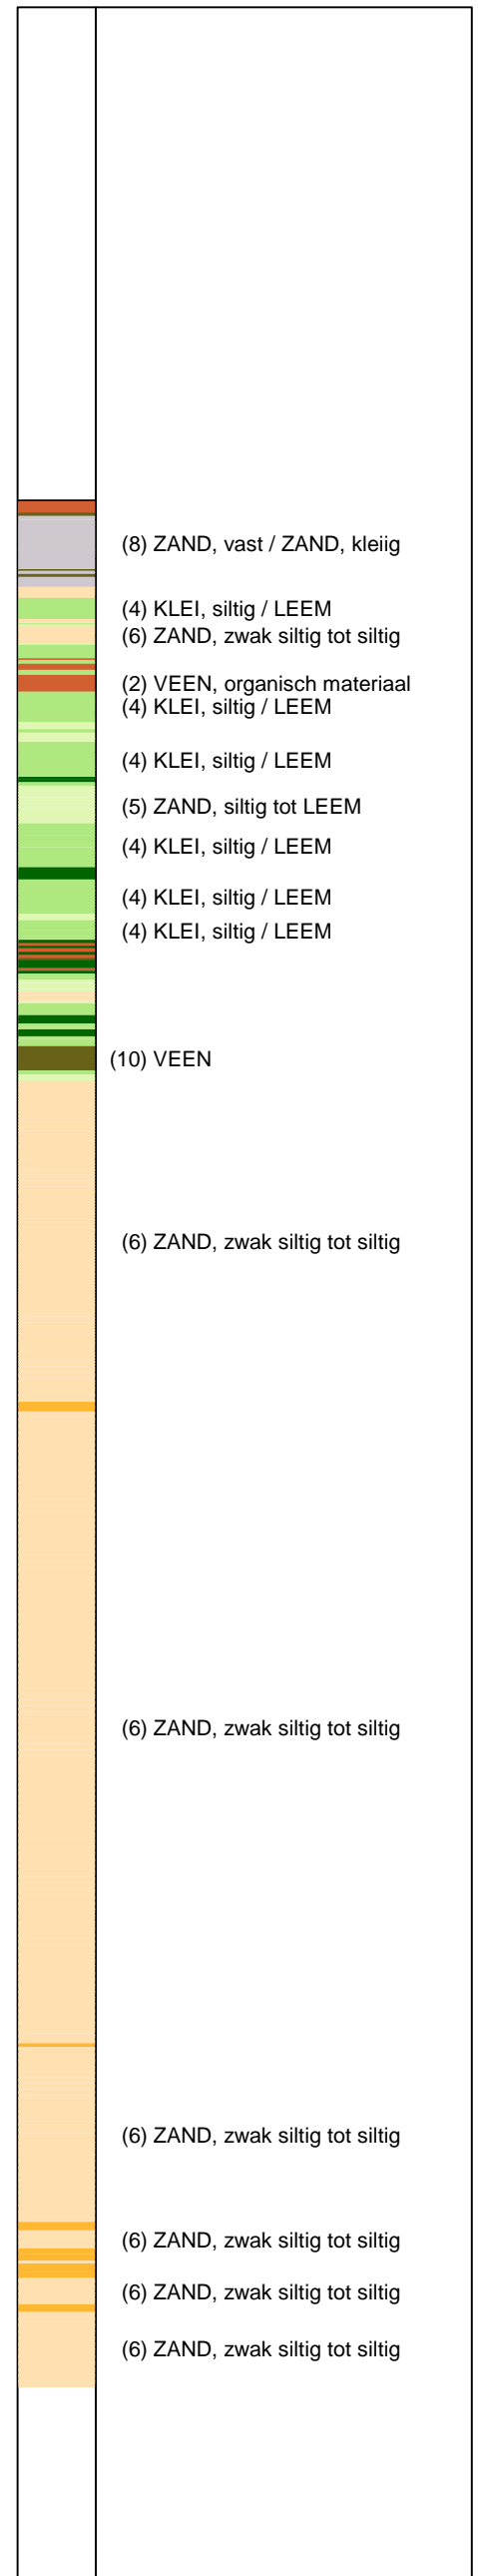 (8) ZAND, vast / ZAND, kleiig
(4) KLEI, siltig / LEEM
(6) ZAND, zwak siltig tot siltig
(2) VEEN, organisch materiaal
(4) KLEI, siltig / LEEM
(4) KLEI, siltig / LEEM
(5) ZAND, siltig tot LEEM
(4) KLEI, siltig / LEEM
(4) KLEI, siltig / LEEM
(4) KLEI, siltig / LEEM
(10) VEEN
(6) ZAND, zwak siltig tot siltig
(6) ZAND, zwak siltig tot siltig
(6) ZAND, zwak siltig tot siltig
(6) ZAND, zwak siltig tot siltig
(6) ZAND, zwak siltig tot siltig
(6) ZAND, zwak siltig tot siltig